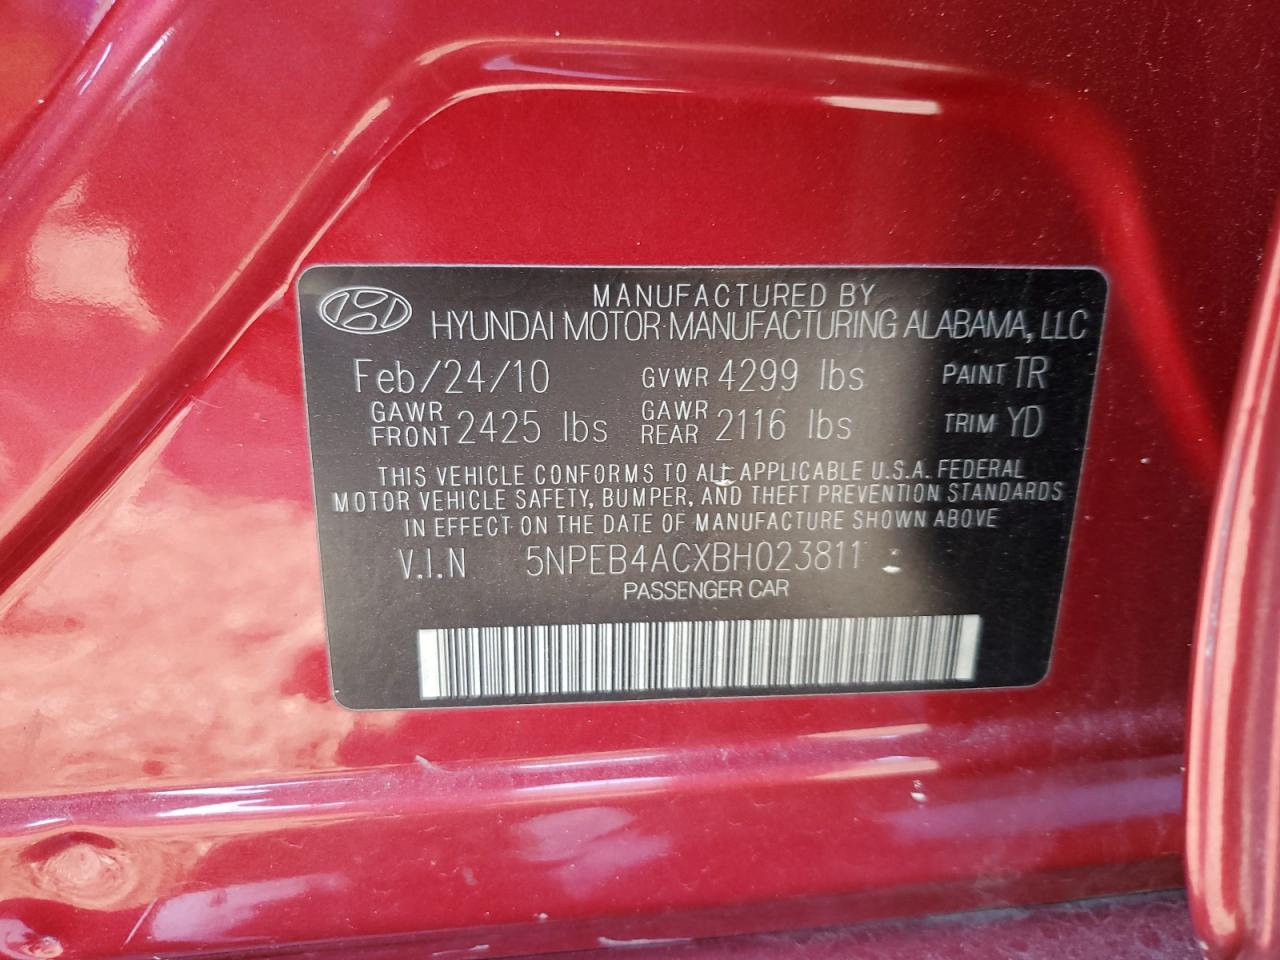 MANUFACTURED BY
HYUNDAI MOTOR MANUFACTURING ALABAMA, LLC
Feb/24/10 GVWR 4299 lbs PAINT TR
GAWR FRONT 2425 lbs GAWR REAR 2116 lbs TRIM YD
THIS VEHICLE CONFORMS TO ALL APPLICABLE U.S.A. FEDERAL
MOTOR VEHICLE SAFETY, BUMPER, AND THEFT PREVENTION STANDARDS
IN EFFECT ON THE DATE OF MANUFACTURE SHOWN ABOVE
V.I.N 5NPEB4ACXBH023811
PASSENGER CAR